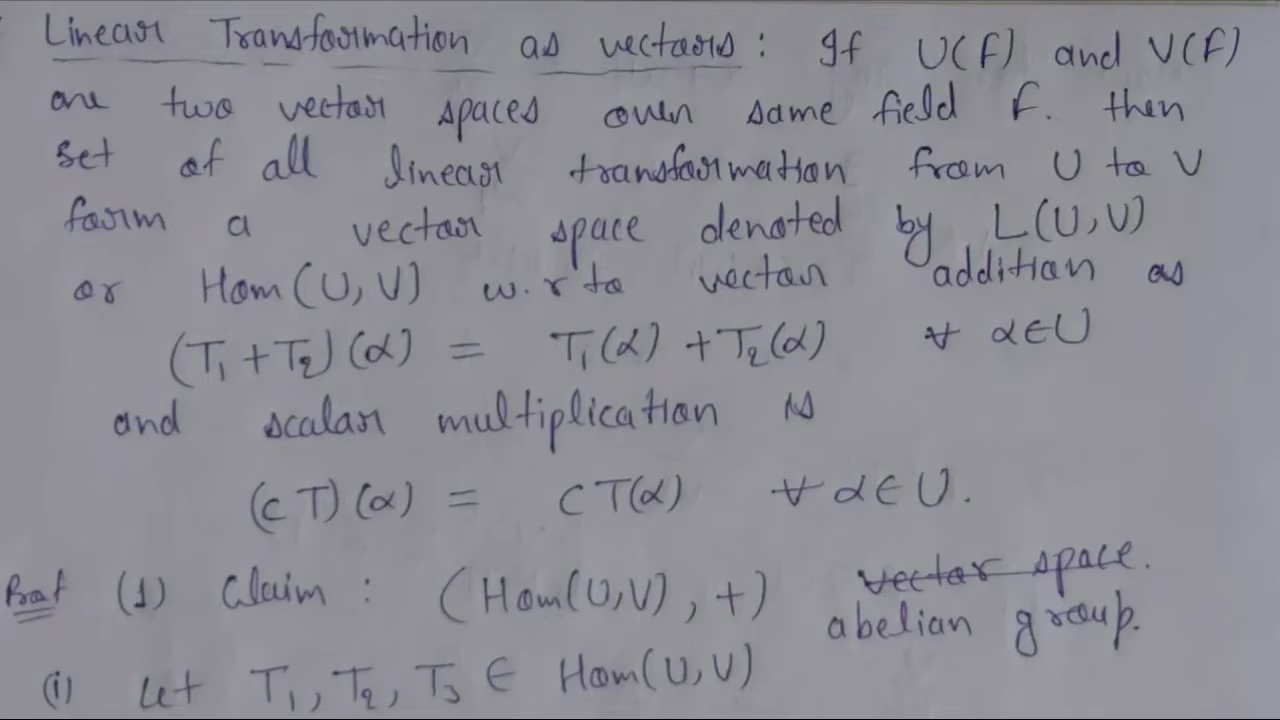 Linear Transformation as vectors : If U(F) and V(F)
are two vector spaces over same field F. then
set of all linear transformation from U to V
form a vector space denoted by L(U,V)
or Hom(U,V) w.r to vector addition as
(T₁+T₂)(α) = T₁(α) + T₂(α) ∀ α∈U
and scalar multiplication is
(cT)(α) = cT(α) ∀ α∈U.
Prof (1) Claim : (Hom(U,V), +) vector space.
abelian group.
(i) Let T₁, T₂, T₃ ∈ Hom(U,V)